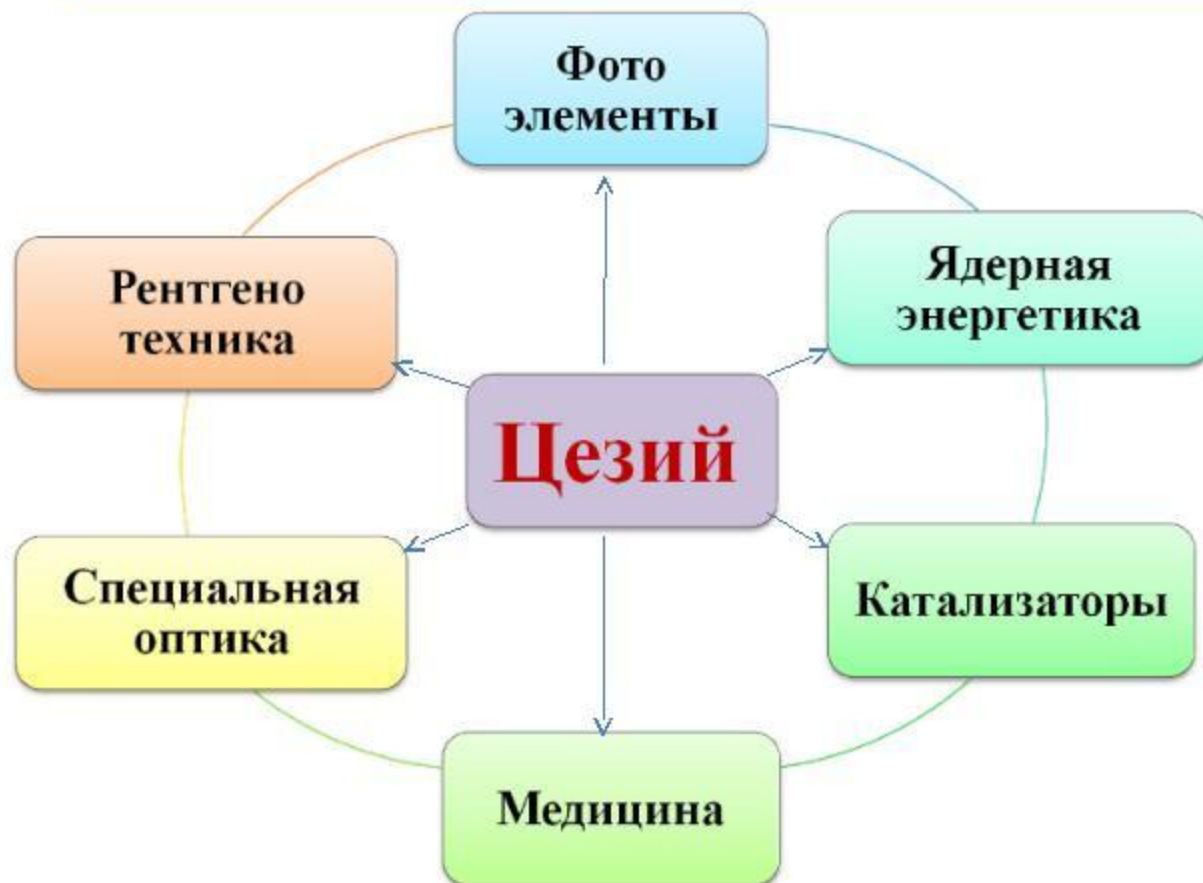 Фото
элементы
Ядерная
энергетика
Рентгено
техника
Цезий
Специальная
оптика
Катализаторы
Медицина